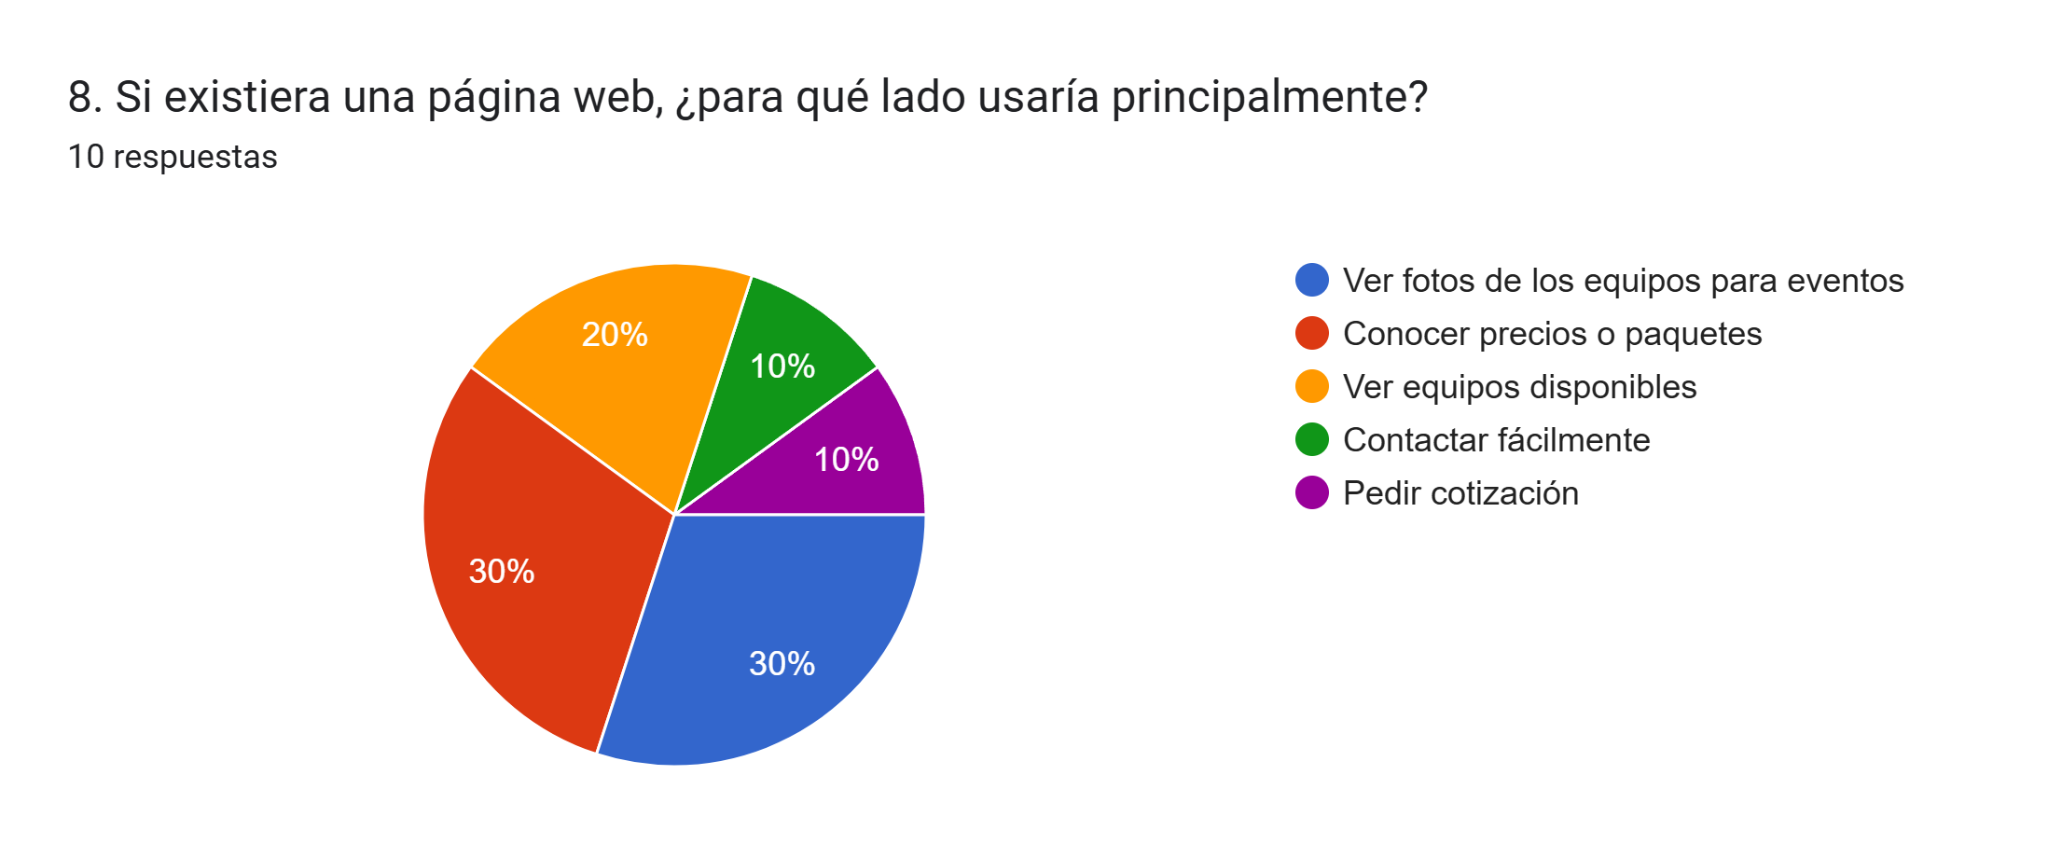 8. Si existiera una página web, ¿para qué lado usaría principalmente?
10 respuestas
20%
10%
10%
30%
30%
Ver fotos de los equipos para eventos
Conocer precios o paquetes
Ver equipos disponibles
Contactar fácilmente
Pedir cotización